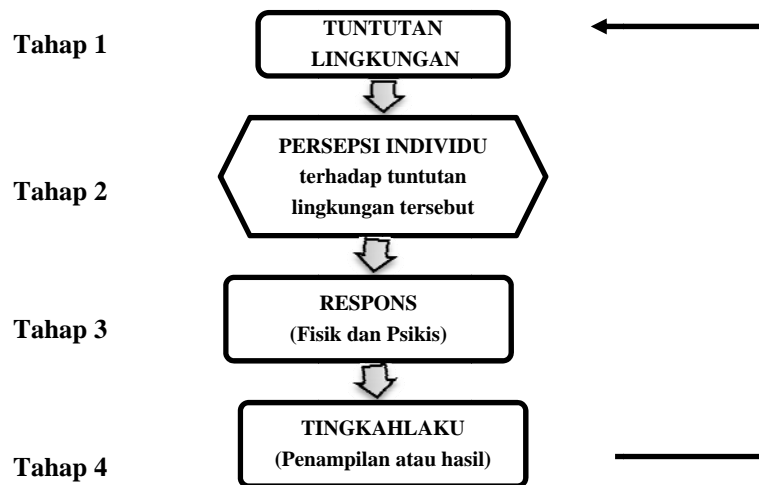 Tahap 1
TUNTUTAN
LINGKUNGAN
Tahap 2
PERSEPSI INDIVIDU
terhadap tuntutan
lingkungan tersebut
Tahap 3
RESPONS
(Fisik dan Psikis)
Tahap 4
TINGKAHLAKU
(Penampilan atau hasil)